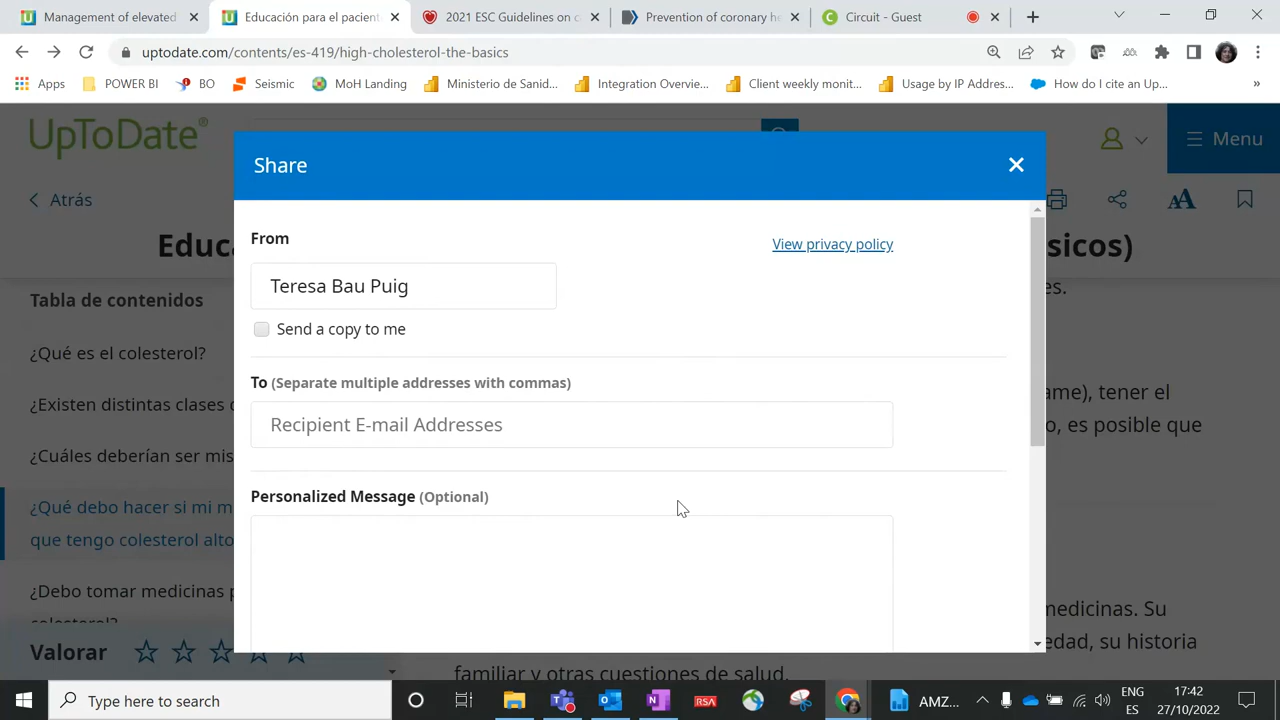 Management of elevated
Educación para el pacient
2021 ESC Guidelines on c
Prevention of coronary he
Circuit - Guest
uptodate.com/contents/es-419/high-cholesterol-the-basics
Apps
POWER BI
BO
Seismic
MoH Landing
Ministerio de Sanid...
Integration Overvie...
Client weekly monit...
Usage by IP Addres...
How do I cite an Up...
»
UpToDate®
Menu
Atrás
Share
Educa
sicos)
From
View privacy policy
Tabla de contenidos
es.
Teresa Bau Puig
Send a copy to me
¿Qué es el colesterol?
To (Separate multiple addresses with commas)
¿Existen distintas clases d
ame), tener el
Recipient E-mail Addresses
o, es posible que
¿Cuáles deberían ser mis
Personalized Message (Optional)
¿Qué debo hacer si mi m
que tengo colesterol alto
¿Debo tomar medicinas p
colesterol?
medicinas. Su
edad, su historia
Valorar
familiar y otras cuestiones de salud.
Type here to search
RSA
AMZ...
ENG
ES
17:42
27/10/2022